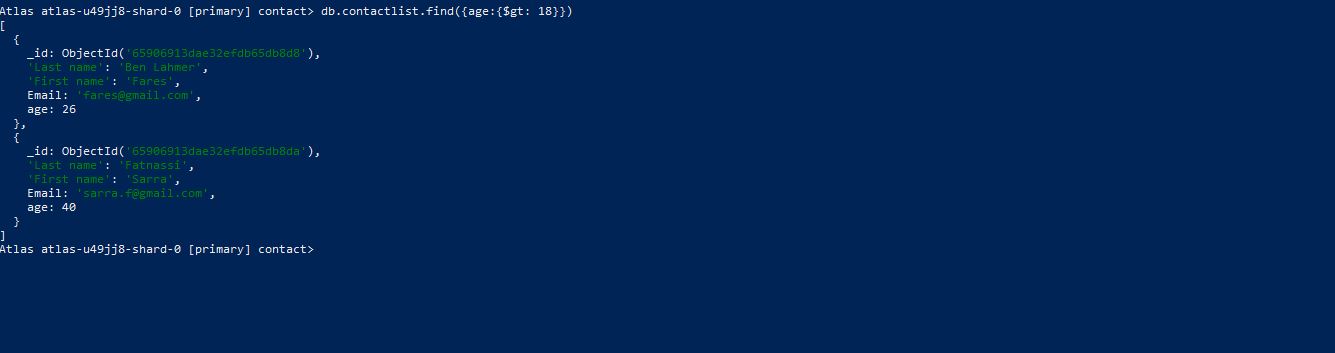 Atlas atlas-u49jj8-shard-0 [primary] contact> db.contactlist.find({age:{$gt: 18}})
[
  {
    _id: ObjectId('65906913dae32efdb65db8d8'),
    'Last name': 'Ben Lahmer',
    'First name': 'Fares',
    Email: 'fares@gmail.com',
    age: 26
  },
  {
    _id: ObjectId('65906913dae32efdb65db8da'),
    'Last name': 'Fatnassi',
    'First name': 'Sarra',
    Email: 'sarra.f@gmail.com',
    age: 40
  }
]
Atlas atlas-u49jj8-shard-0 [primary] contact>